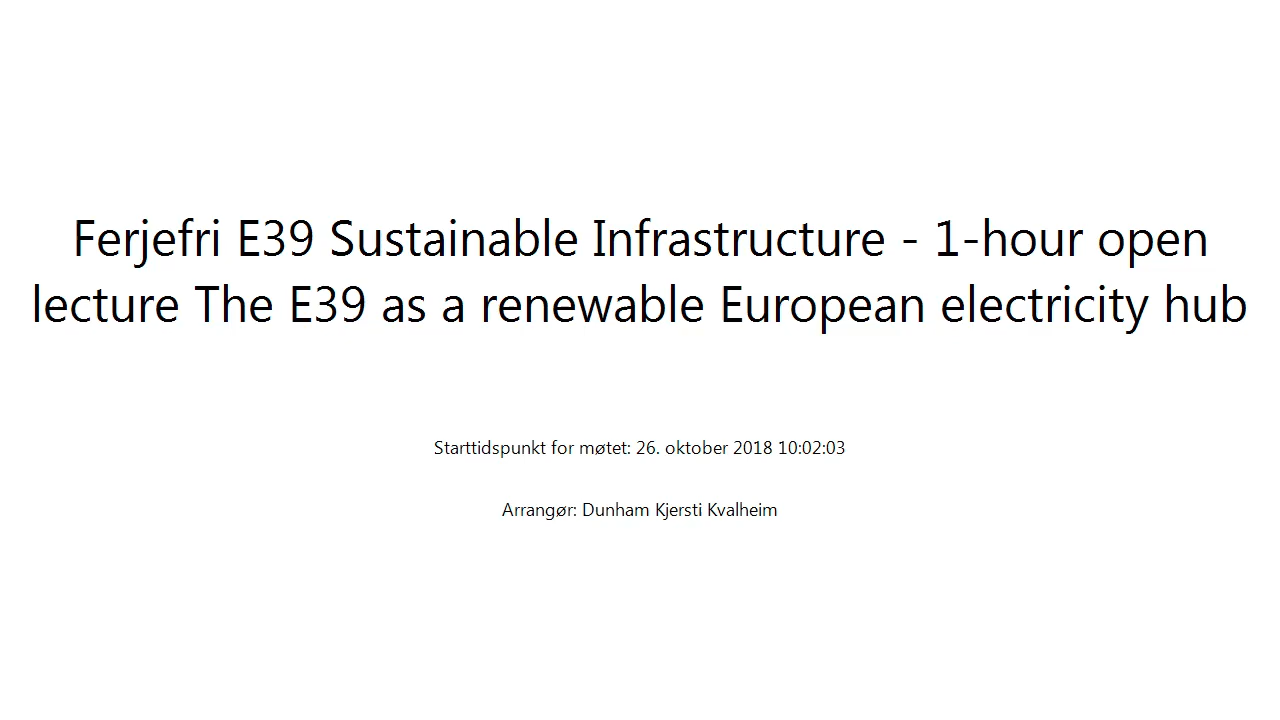 Ferjefri E39 Sustainable Infrastructure - 1-hour open
lecture The E39 as a renewable European electricity hub
Starttidspunkt for møtet: 26. oktober 2018 10:02:03
Arrangør: Dunham Kjersti Kvalheim